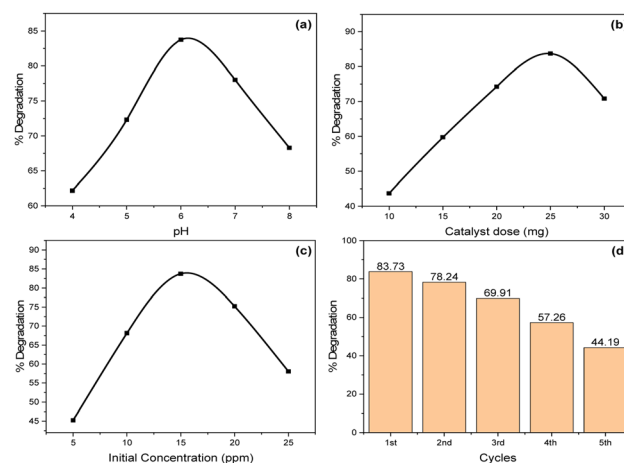 (a)
% Degradation
85
80
75
70
65
60
4 5 6 7 8
pH
(b)
% Degradation
90
80
70
60
50
40
10 15 20 25 30
Catalyst dose (mg)
(c)
% Degradation
90
85
80
75
70
65
60
55
50
45
5 10 15 20 25
Initial Concentration (ppm)
(d)
% Degradation
100
80
60
40
20
0
83.73
78.24
69.91
57.26
44.19
1st 2nd 3rd 4th 5th
Cycles